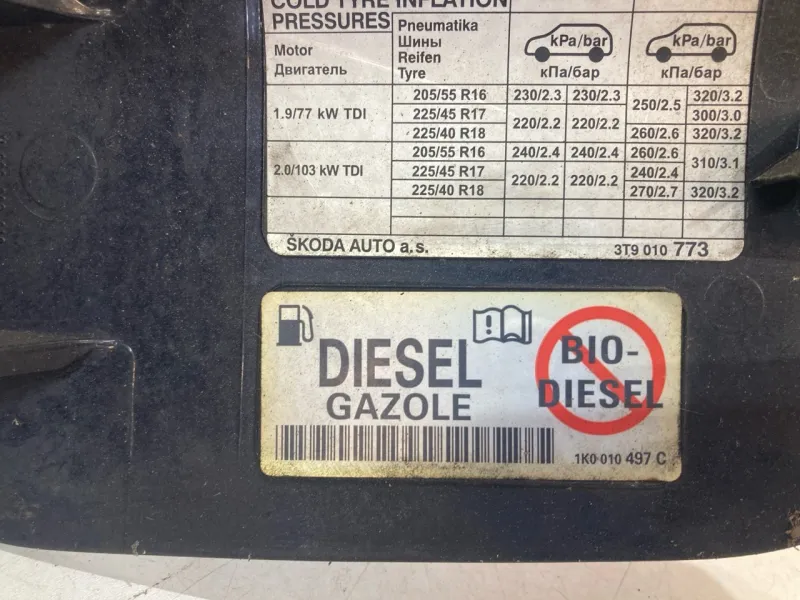 COLD TYRE INFLATION
PRESSURES
Motor
Двигатель
Pneumatika
Шины
Reifen
Tyre
kPa/bar
кПа/бар
kPa/bar
кПа/бар
1.9/77 kW TDI
205/55 R16 230/2.3 230/2.3 250/2.5 320/3.2
225/45 R17 220/2.2 220/2.2 300/3.0
225/40 R18 260/2.6 320/3.2
2.0/103 kW TDI
205/55 R16 240/2.4 240/2.4 260/2.6 310/3.1
225/45 R17 220/2.2 220/2.2 240/2.4
225/40 R18 270/2.7 320/3.2
ŠKODA AUTO a.s. 3T9 010 773
DIESEL
GAZOLE
BIO-
DIESEL
1K0 010 497 C